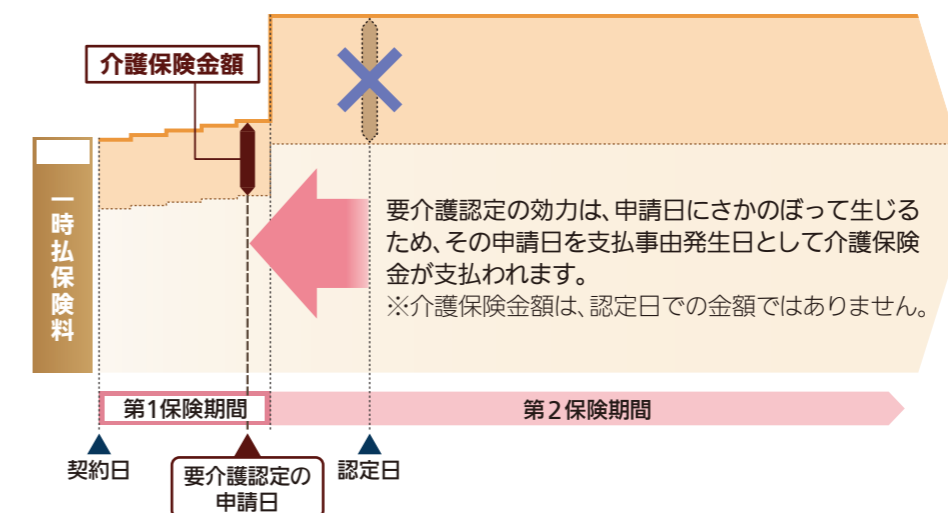 介護保険金額
一時払保険料
要介護認定の効力は、申請日にさかのぼって生じる
ため、その申請日を支払事由発生日として介護保険
金が支払われます。
※介護保険金額は、認定日での金額ではありません。
第1保険期間
第2保険期間
契約日
要介護認定の
申請日
認定日